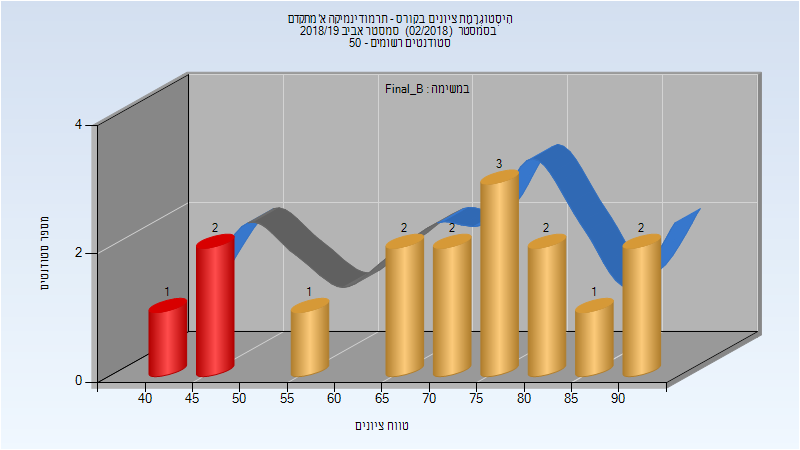 היסטוגרמת ציונים בקורס - תרמודינמיקה א' מתקדם
בסמסטר (02/2018) סמסטר אביב 2018/19
סטודנטים רשומים - 50
במשימה : Final_B
מספר סטודנטים
4
2
0
1
2
1
2
2
3
2
1
2
40 45 50 55 60 65 70 75 80 85 90
טווח ציונים